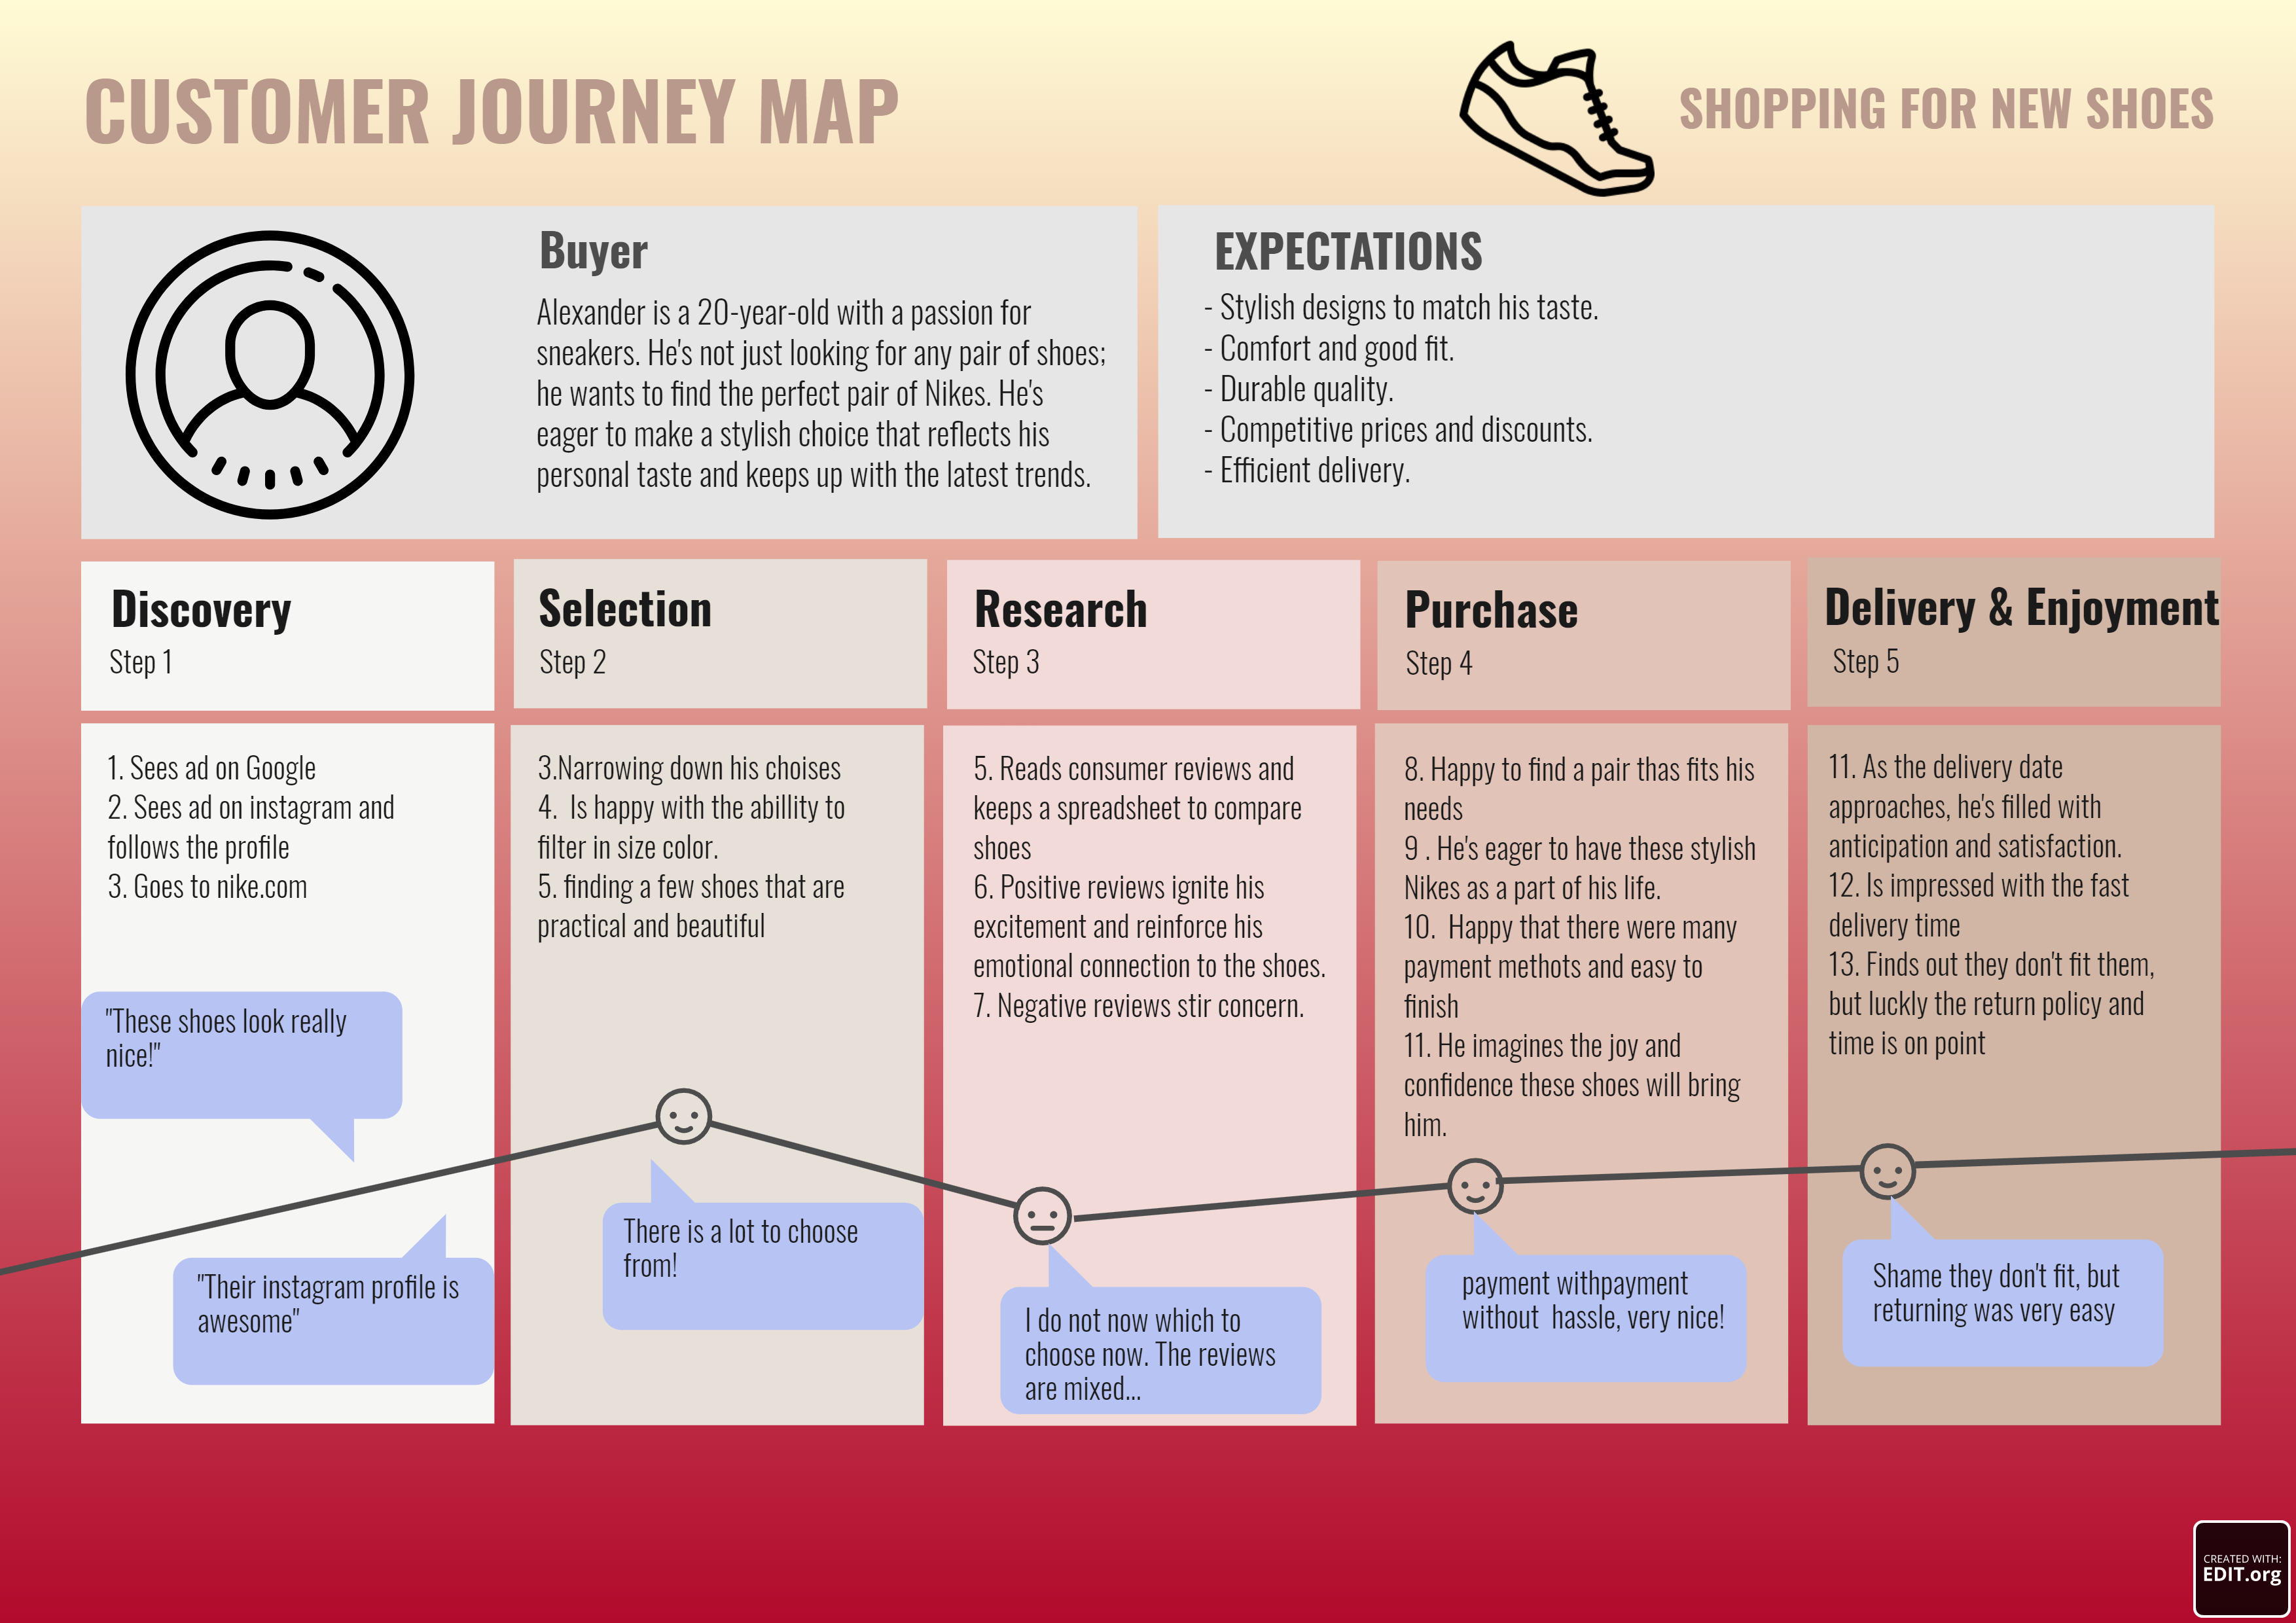 CUSTOMER JOURNEY MAP
SHOPPING FOR NEW SHOES
Buyer
Alexander is a 20-year-old with a passion for
sneakers. He's not just looking for any pair of shoes;
he wants to find the perfect pair of Nikes. He's
eager to make a stylish choice that reflects his
personal taste and keeps up with the latest trends.
EXPECTATIONS
- Stylish designs to match his taste.
- Comfort and good fit.
- Durable quality.
- Competitive prices and discounts.
- Efficient delivery.
Discovery
Step 1
1. Sees ad on Google
2. Sees ad on instagram and
follows the profile
3. Goes to nike.com
"These shoes look really
nice!"
"Their instagram profile is
awesome"
Selection
Step 2
3.Narrowing down his choises
4.  Is happy with the abillity to
filter in size color.
5. finding a few shoes that are
practical and beautiful
There is a lot to choose
from!
Research
Step 3
5. Reads consumer reviews and
keeps a spreadsheet to compare
shoes
6. Positive reviews ignite his
excitement and reinforce his
emotional connection to the shoes.
7. Negative reviews stir concern.
I do not now which to
choose now. The reviews
are mixed...
Purchase
Step 4
8. Happy to find a pair thas fits his
needs
9 . He's eager to have these stylish
Nikes as a part of his life.
10.  Happy that there were many
payment methots and easy to
finish
11. He imagines the joy and
confidence these shoes will bring
him.
payment withpayment
without  hassle, very nice!
Delivery & Enjoyment
Step 5
11. As the delivery date
approaches, he's filled with
anticipation and satisfaction.
12. Is impressed with the fast
delivery time
13. Finds out they don't fit them,
but luckly the return policy and
time is on point
Shame they don't fit, but
returning was very easy
CREATED WITH:
EDIT.org